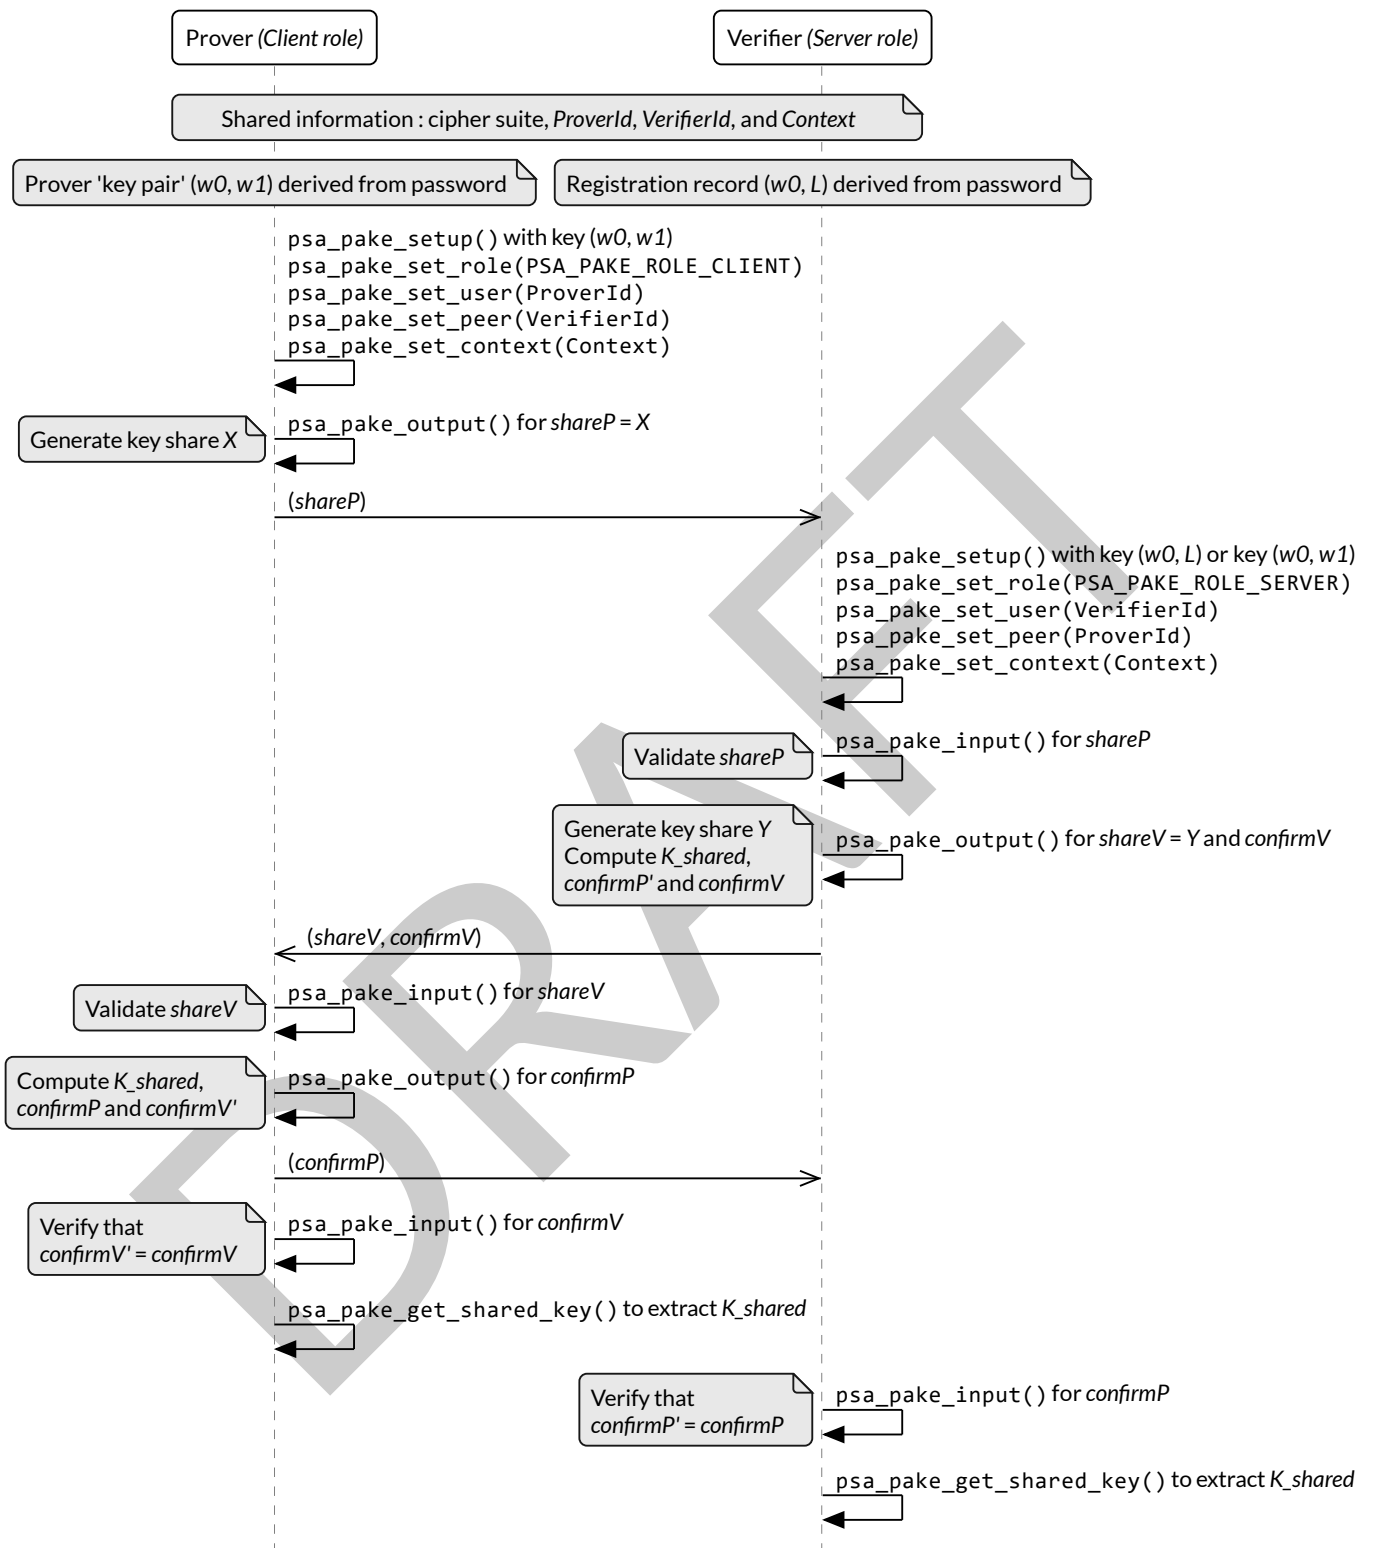 Prover (Client role)
Verifier (Server role)
Shared information : cipher suite, ProverId, VerifierId, and Context
Prover 'key pair' (w0, w1) derived from password
Registration record (w0, L) derived from password
psa_pake_setup() with key (w0, w1)
psa_pake_set_role(PSA_PAKE_ROLE_CLIENT)
psa_pake_set_user(ProverId)
psa_pake_set_peer(VerifierId)
psa_pake_set_context(Context)
Generate key share X
psa_pake_output() for shareP = X
(shareP)
psa_pake_setup() with key (w0, L) or key (w0, w1)
psa_pake_set_role(PSA_PAKE_ROLE_SERVER)
psa_pake_set_user(VerifierId)
psa_pake_set_peer(ProverId)
psa_pake_set_context(Context)
Validate shareP
psa_pake_input() for shareP
Generate key share Y
Compute K_shared,
confirmP' and confirmV
psa_pake_output() for shareV = Y and confirmV
(shareV, confirmV)
Validate shareV
psa_pake_input() for shareV
Compute K_shared,
confirmP and confirmV'
psa_pake_output() for confirmP
(confirmP)
Verify that
confirmV' = confirmV
psa_pake_input() for confirmV
psa_pake_get_shared_key() to extract K_shared
Verify that
confirmP' = confirmP
psa_pake_input() for confirmP
psa_pake_get_shared_key() to extract K_shared
DRAFT